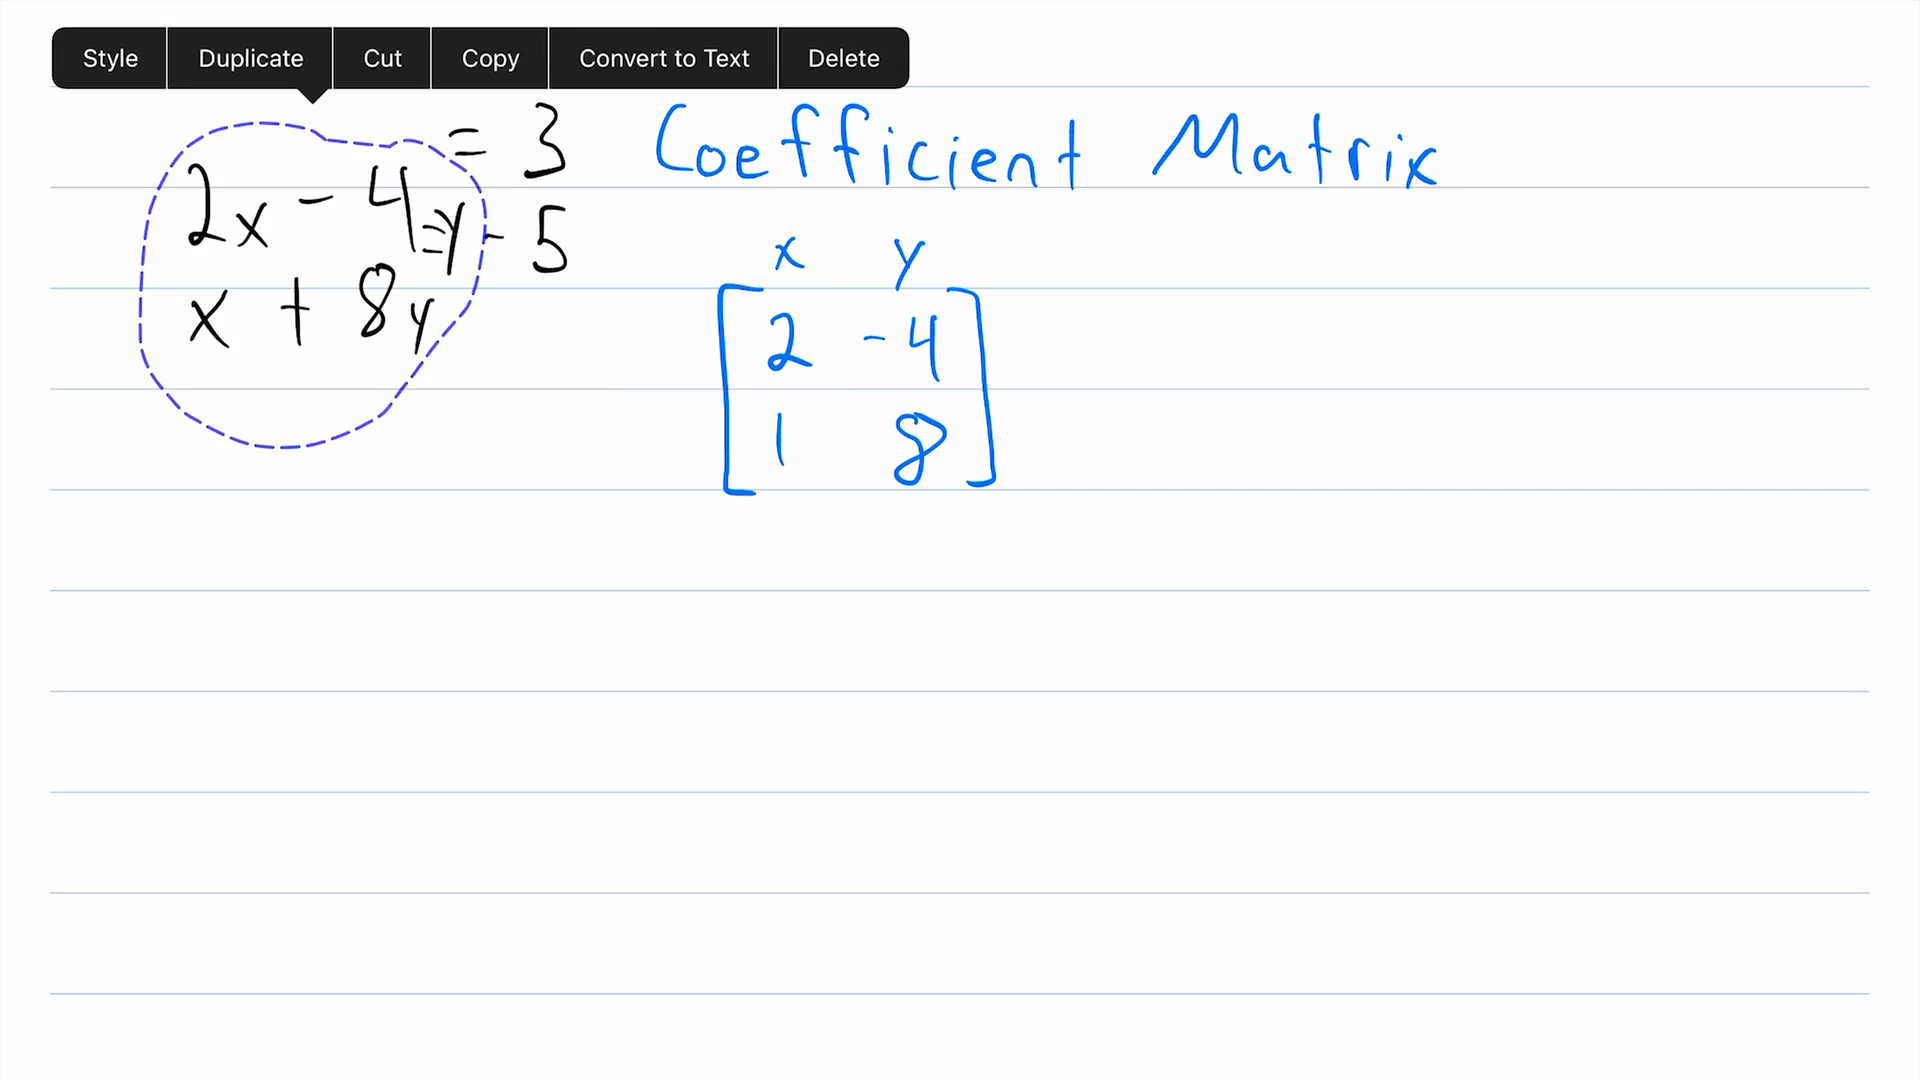 Style Duplicate Cut Copy Convert to Text Delete
= 3
2x - 4y
= - 5
x + 8y
Coefficient Matrix
x y
2 -4
1 8